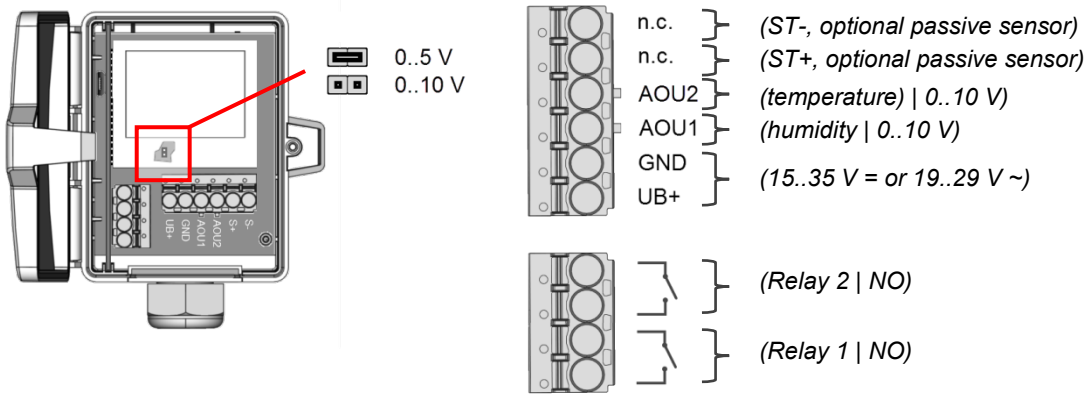 0..5 V
0..10 V
UB+
GND
AOU1
AOU2
S+
S-
n.c. (ST-, optional passive sensor)
n.c. (ST+, optional passive sensor)
AOU2 (temperature) | 0..10 V)
AOU1 (humidity | 0..10 V)
GND
UB+
(15..35 V = or 19..29 V ~)
(Relay 2 | NO)
(Relay 1 | NO)